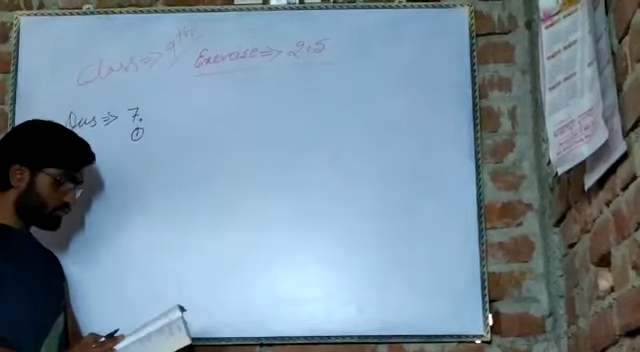 Class => 9th Exercise => 2.5
Ques => 7.
①